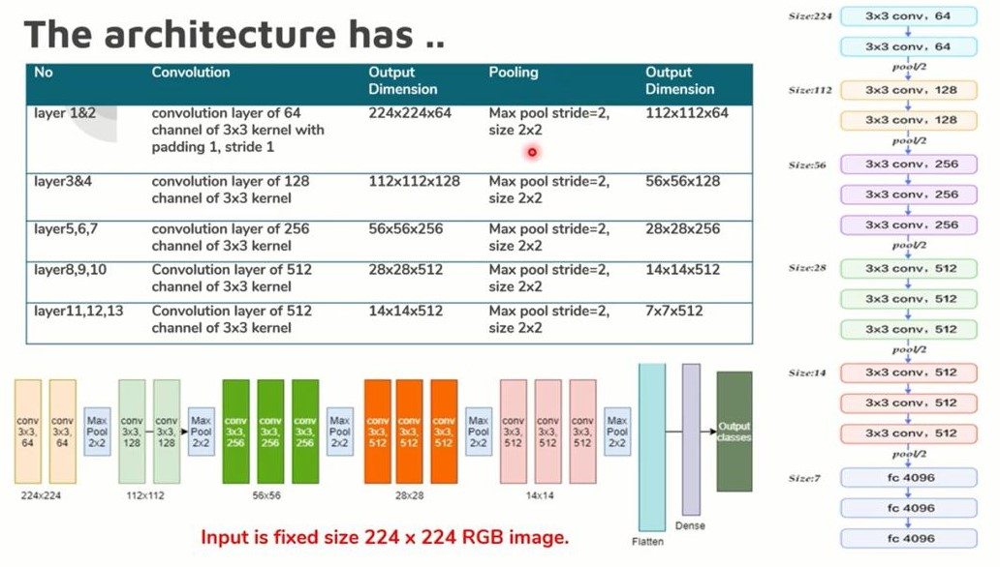 The architecture has ..
No Convolution Output Dimension Pooling Output Dimension
layer 1&2 convolution layer of 64 channel of 3x3 kernel with padding 1, stride 1 224x224x64 Max pool stride=2, size 2x2 112x112x64
layer3&4 convolution layer of 128 channel of 3x3 kernel 112x112x128 Max pool stride=2, size 2x2 56x56x128
layer5,6,7 convolution layer of 256 channel of 3x3 kernel 56x56x256 Max pool stride=2, size 2x2 28x28x256
layer8,9,10 Convolution layer of 512 channel of 3x3 kernel 28x28x512 Max pool stride=2, size 2x2 14x14x512
layer11,12,13 Convolution layer of 512 channel of 3x3 kernel 14x14x512 Max pool stride=2, size 2x2 7x7x512
conv 3x3, 64
conv 3x3, 64
Max Pool 2x2
conv 3x3, 128
conv 3x3, 128
Max Pool 2x2
conv 3x3, 256
conv 3x3, 256
conv 3x3, 256
Max Pool 2x2
conv 3x3, 512
conv 3x3, 512
conv 3x3, 512
Max Pool 2x2
conv 3x3, 512
conv 3x3, 512
conv 3x3, 512
Max Pool 2x2
Output classes
224x224
112x112
56x56
28x28
14x14
Flatten
Dense
Input is fixed size 224 x 224 RGB image.
Size:224
3x3 conv, 64
3x3 conv, 64
pool/2
Size:112
3x3 conv, 128
3x3 conv, 128
pool/2
Size:56
3x3 conv, 256
3x3 conv, 256
3x3 conv, 256
pool/2
Size:28
3x3 conv, 512
3x3 conv, 512
3x3 conv, 512
pool/2
Size:14
3x3 conv, 512
3x3 conv, 512
3x3 conv, 512
pool/2
Size:7
fc 4096
fc 4096
fc 4096